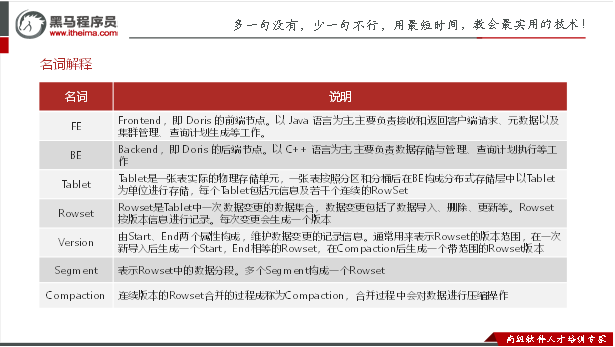 黑马程序员
www.itheima.com
多一句没有，少一句不行，用最短时间，教会最实用的技术！
名词解释
名词 说明
FE Frontend，即 Doris 的前端节点。以 Java 语言为主，主要负责接收和返回客户端请求、元数据以及
集群管理、查询计划生成等工作。
BE Backend，即 Doris 的后端节点。以 C++ 语言为主，主要负责数据存储与管理、查询计划执行等工
作
Tablet Tablet是一张表实际的物理存储单元，一张表按照分区和分桶后在BE构成分布式存储层中以Tablet
为单位进行存储，每个Tablet包括元信息及若干个连续的RowSet
Rowset Rowset是Tablet中一次数据变更的数据集合，数据变更包括了数据导入、删除、更新等。Rowset
按版本信息进行记录。每次变更会生成一个版本
Version 由Start、End两个属性构成，维护数据变更的记录信息。通常用来表示Rowset的版本范围，在一次
新导入后生成一个Start，End相等的Rowset，在Compaction后生成一个带范围的Rowset版本
Segment 表示Rowset中的数据分段。多个Segment构成一个Rowset
Compaction 连续版本的Rowset合并的过程成称为Compaction，合并过程中会对数据进行压缩操作
高级软件人才培训专家